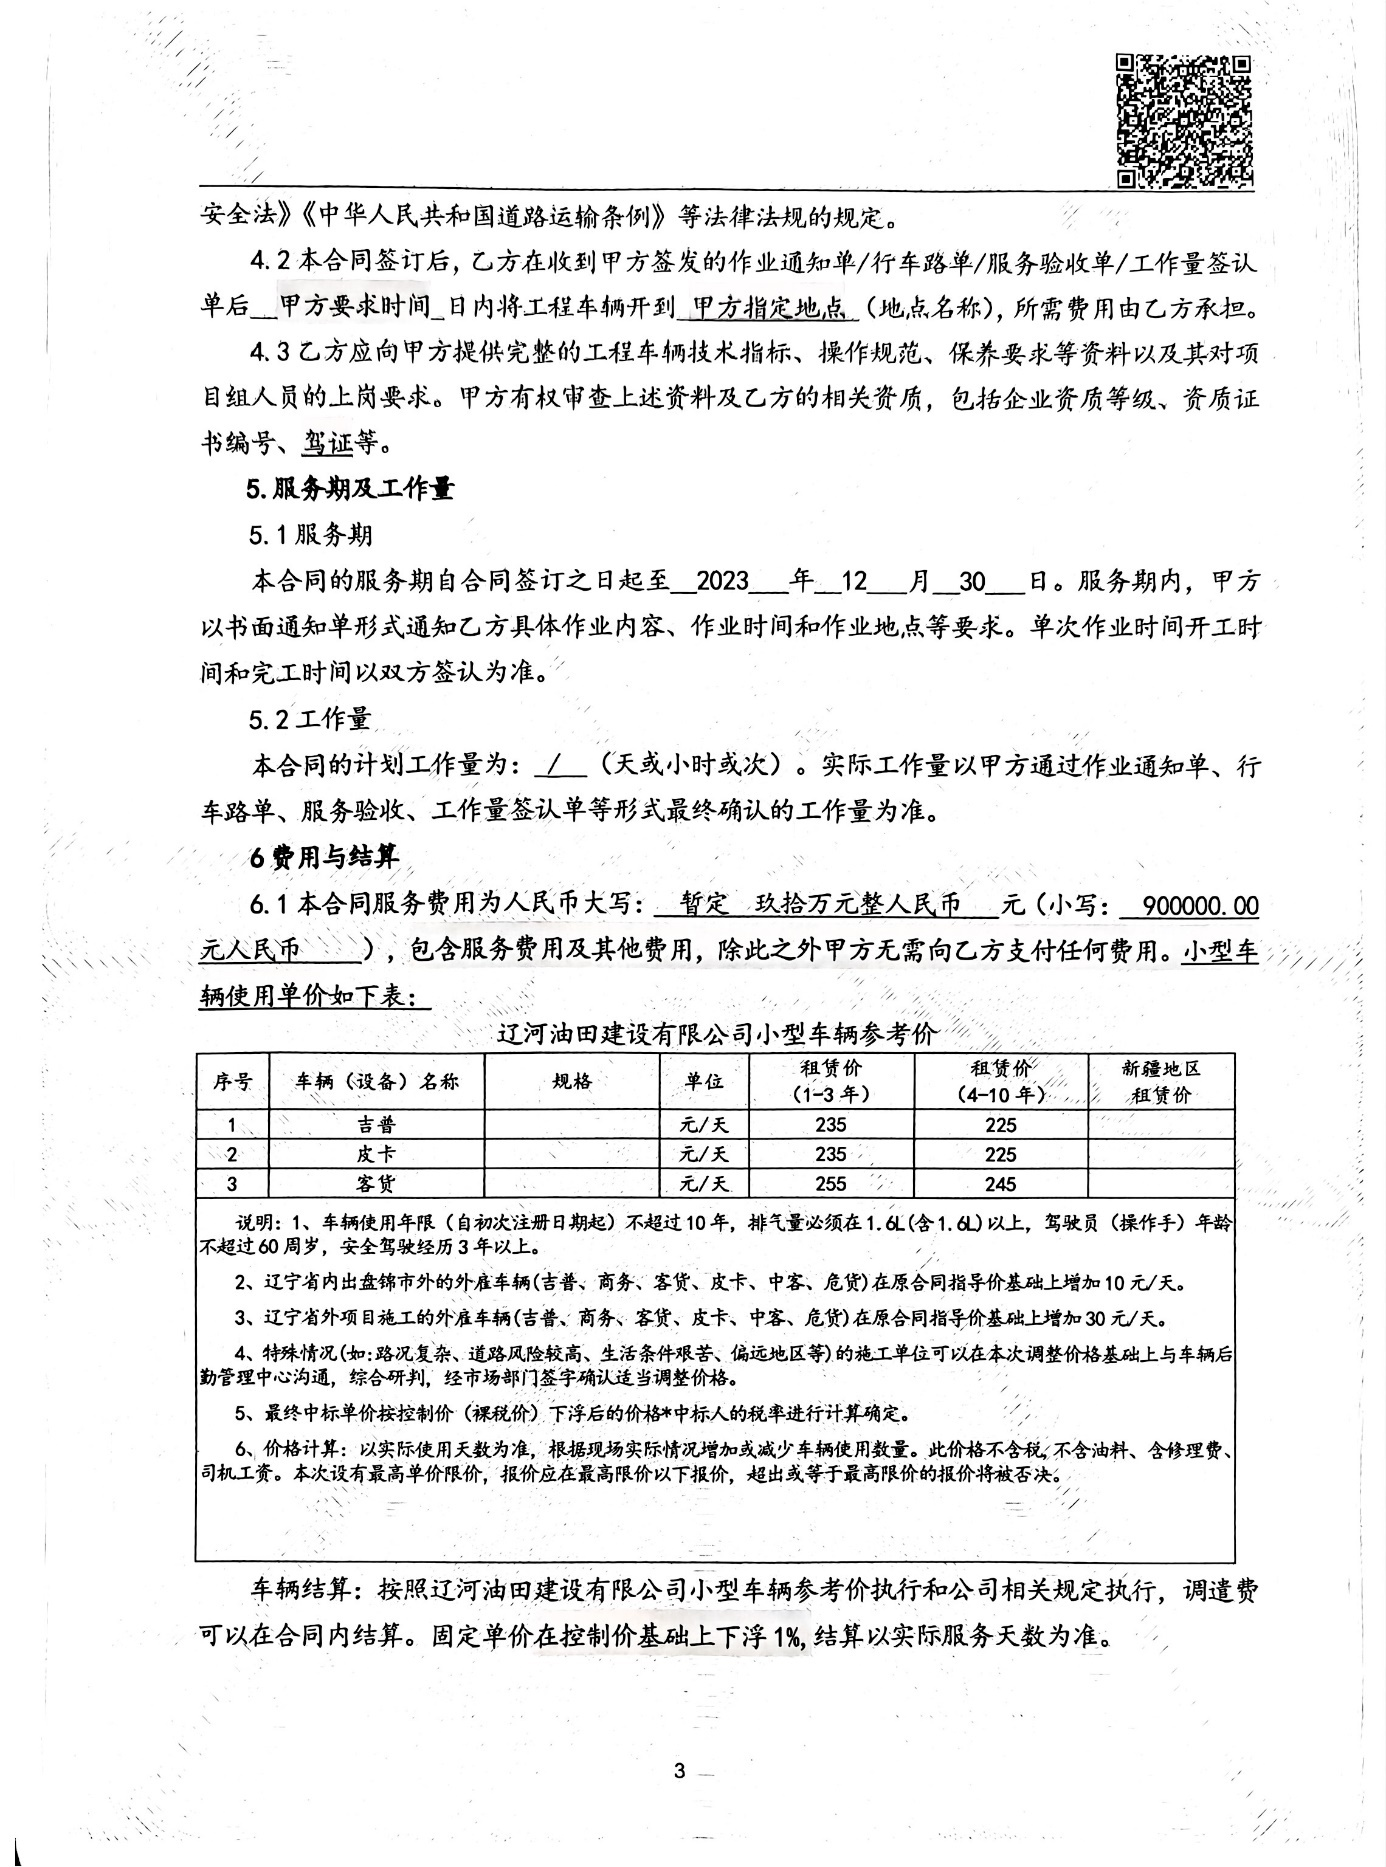 安全法》《中华人民共和国道路运输条例》等法律法规的规定。
4.2本合同签订后,乙方在收到甲方签发的作业通知单/行车路单/服务验收单/工作量签认
单后__甲方要求时间_日内将工程车辆开到 甲方指定地点 (地点名称),所需费用由乙方承担。
4.3乙方应向甲方提供完整的工程车辆技术指标、操作规范、保养要求等资料以及其对项
目组人员的上岗要求。甲方有权审查上述资料及乙方的相关资质,包括企业资质等级、资质证
书编号、驾证等。
5.服务期及工作量
5.1服务期
本合同的服务期自合同签订之日起至__2023___年__12___月__30___日。服务期内,甲方
以书面通知单形式通知乙方具体作业内容、作业时间和作业地点等要求。单次作业时间开工时
间和完工时间以双方签认为准。
5.2工作量
本合同的计划工作量为:_/__(天或小时或次)。实际工作量以甲方通过作业通知单、行
车路单、服务验收、工作量签认单等形式最终确认的工作量为准。
6费用与结算
6.1本合同服务费用为人民币大写: 暂定 玖拾万元整人民币 元(小写: 900000.00
元人民币 ),包含服务费用及其他费用,除此之外甲方无需向乙方支付任何费用。小型车
辆使用单价如下表:
辽河油田建设有限公司小型车辆参考价
序号 车辆(设备)名称 规格 单位 租赁价(1-3年) 租赁价(4-10年) 新疆地区租赁价
1 吉普 元/天 235 225
2 皮卡 元/天 235 225
3 客货 元/天 255 245
说明:1、车辆使用年限(自初次注册日期起)不超过10年,排气量必须在1.6L(含1.6L)以上,驾驶员(操作手)年龄
不超过60周岁,安全驾驶经历3年以上。
2、辽宁省内出盘锦市外的外雇车辆(吉普、商务、客货、皮卡、中客、危货)在原合同指导价基础上增加10元/天。
3、辽宁省外项目施工的外雇车辆(吉普、商务、客货、皮卡、中客、危货)在原合同指导价基础上增加30元/天。
4、特殊情况(如:路况复杂、道路风险较高、生活条件艰苦、偏远地区等)的施工单位可以在本次调整价格基础上与车辆后
勤管理中心沟通,综合研判,经市场部门签字确认适当调整价格。
5、最终中标单价按控制价(裸税价)下浮后的价格*中标人的税率进行计算确定。
6、价格计算:以实际使用天数为准,根据现场实际情况增加或减少车辆使用数量。此价格不含税,不含油料、含修理费、
司机工资。本次设有最高单价限价,报价应在最高限价以下报价,超出或等于最高限价的报价将被否决。
车辆结算:按照辽河油田建设有限公司小型车辆参考价执行和公司相关规定执行,调遣费
可以在合同内结算。固定单价在控制价基础上下浮1%,结算以实际服务天数为准。
3